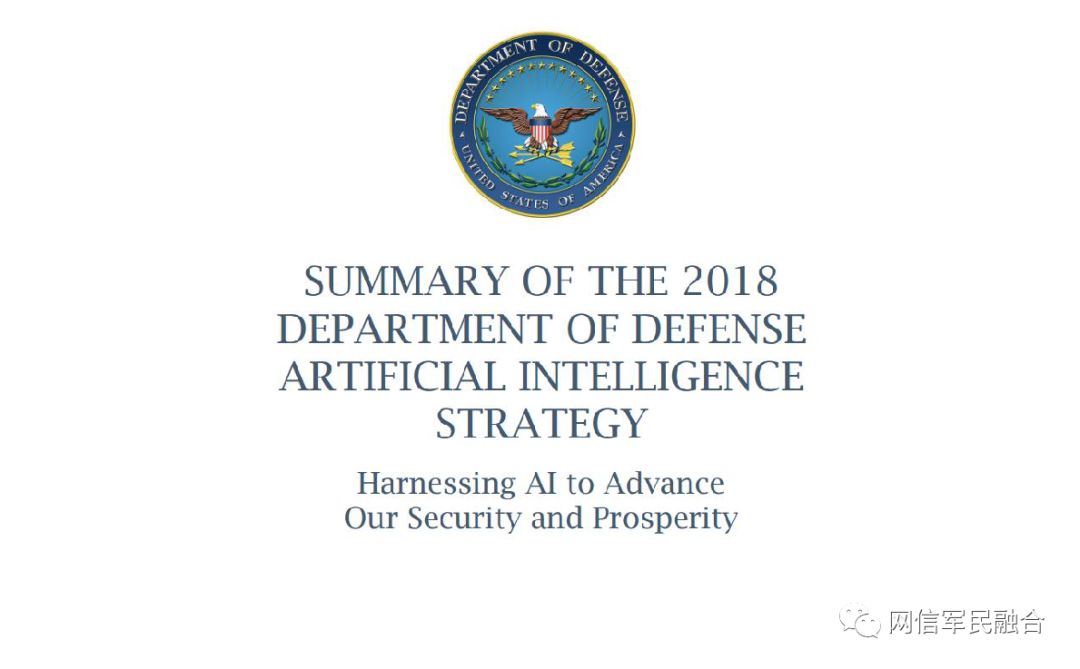 DEPARTMENT OF DEFENSE
UNITED STATES OF AMERICA
SUMMARY OF THE 2018
DEPARTMENT OF DEFENSE
ARTIFICIAL INTELLIGENCE
STRATEGY
Harnessing AI to Advance
Our Security and Prosperity
网信军民融合